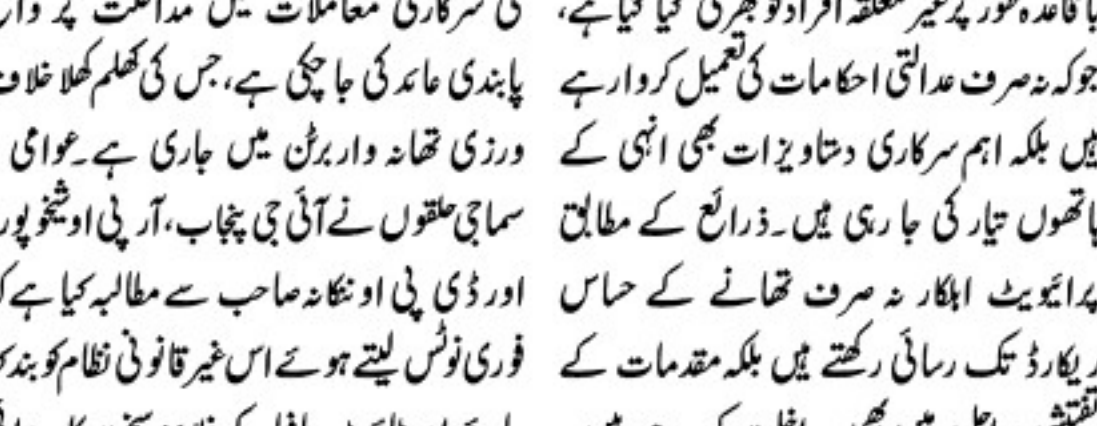 باقاعدہ طور پر غیر متعلقہ افراد کو بھرتی کیا گیا ہے،
جو کہ نہ صرف عدالتی احکامات کی تعمیل کروا رہے
ہیں بلکہ اہم سرکاری دستاویزات بھی انہی کے
ہاتھوں تیار کی جا رہی ہیں۔ ذرائع کے مطابق
پرائیویٹ اہلکار نہ صرف تھانے کے حساس
ریکارڈ تک رسائی رکھتے ہیں بلکہ مقدمات کے
کی سرکاری معاملات میں مداخلت پر
پابندی عائد کی جا چکی ہے، جس کی کھلم کھلا خلاف
ورزی تھانہ واربرٹن میں جاری ہے۔ عوامی
سماجی حلقوں نے آئی جی پنجاب، آر پی او شیخوپور
اور ڈی پی او ننکانہ صاحب سے مطالبہ کیا ہے
فوری نوٹس لیتے ہوئے اس غیر قانونی نظام کو بند